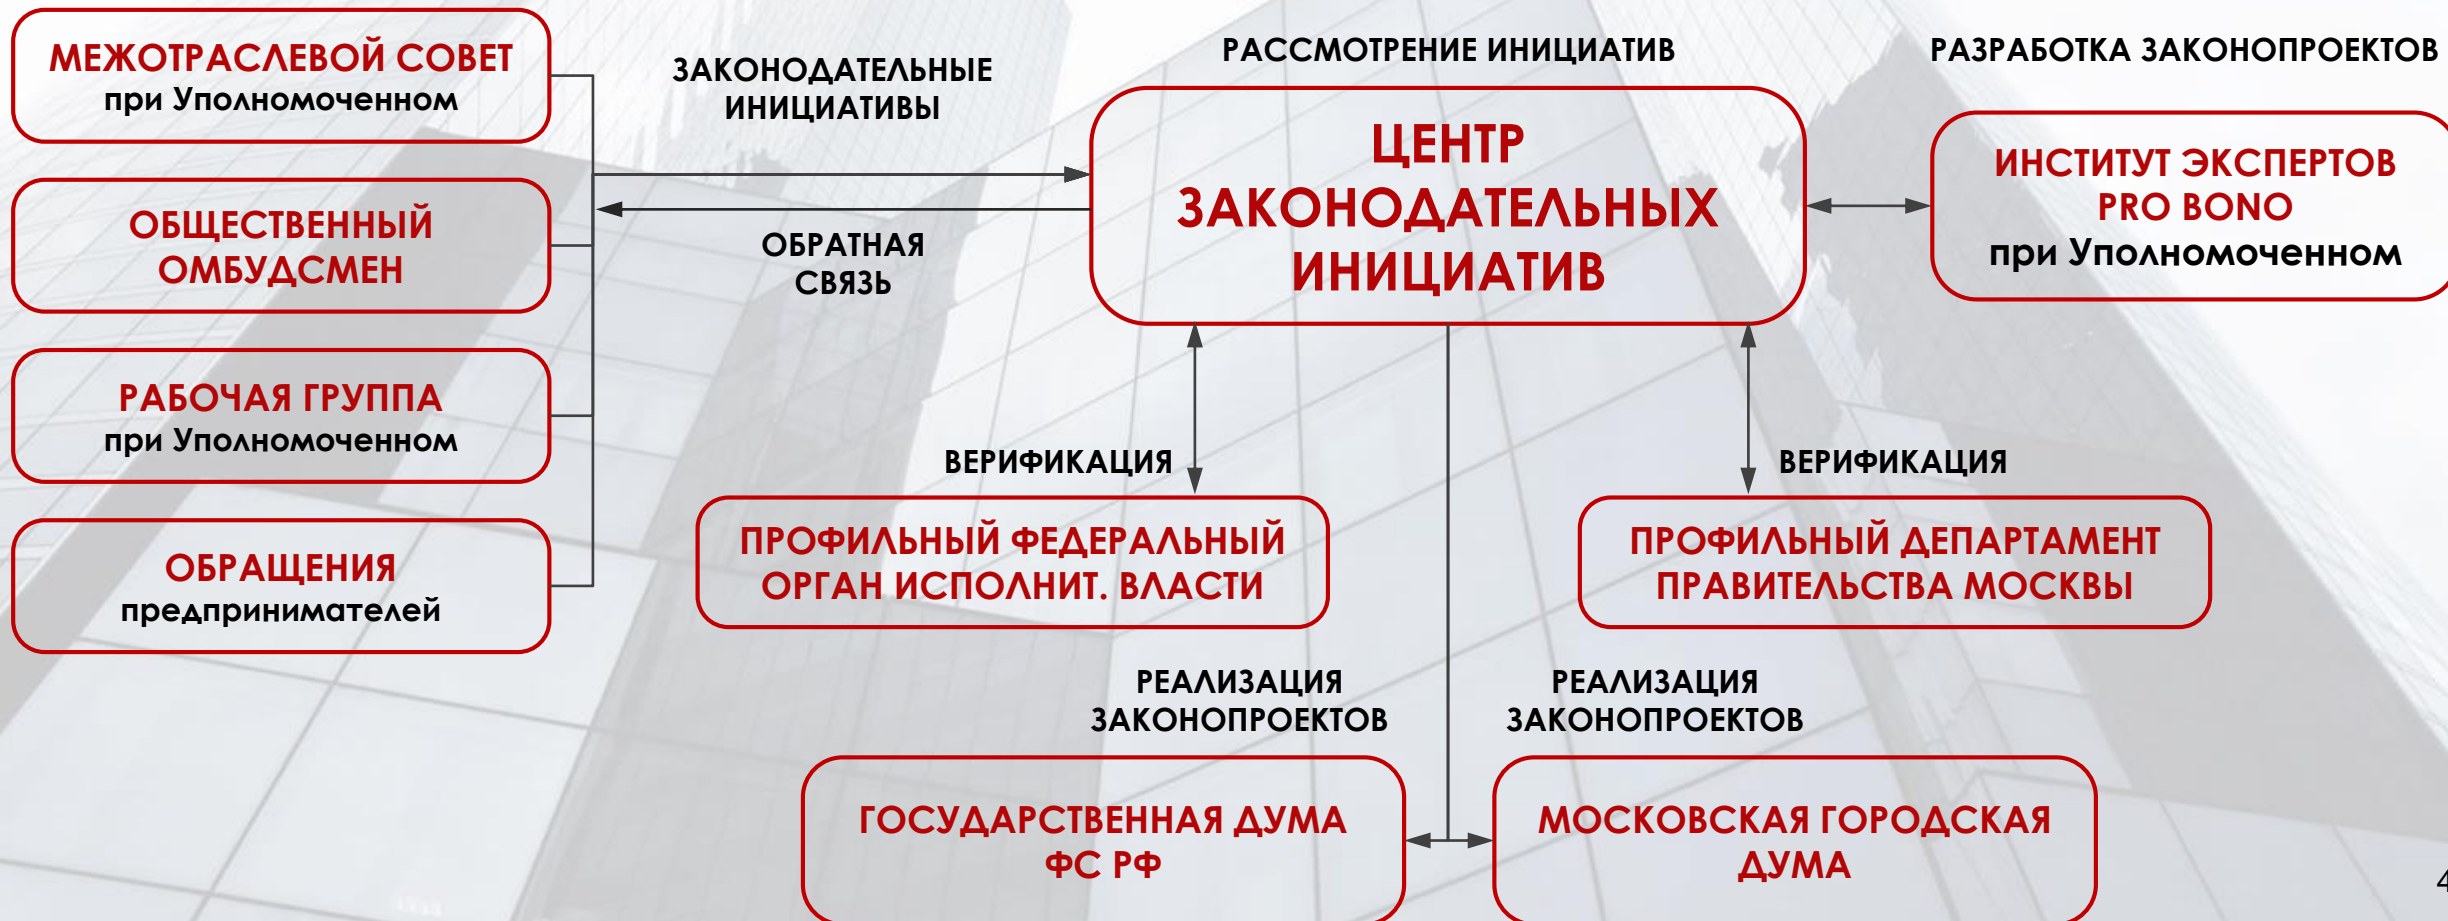 МЕЖОТРАСЛЕВОЙ СОВЕТ
при Уполномоченном
ОБЩЕСТВЕННЫЙ
ОМБУДСМЕН
РАБОЧАЯ ГРУППА
при Уполномоченном
ОБРАЩЕНИЯ
предпринимателей
ЗАКОНОДАТЕЛЬНЫЕ
ИНИЦИАТИВЫ
ОБРАТНАЯ
СВЯЗЬ
РАССМОТРЕНИЕ ИНИЦИАТИВ
ЦЕНТР
ЗАКОНОДАТЕЛЬНЫХ
ИНИЦИАТИВ
РАЗРАБОТКА ЗАКОНОПРОЕКТОВ
ИНСТИТУТ ЭКСПЕРТОВ
PRO BONO
при Уполномоченном
ВЕРИФИКАЦИЯ
ПРОФИЛЬНЫЙ ФЕДЕРАЛЬНЫЙ
ОРГАН ИСПОЛНИТ. ВЛАСТИ
ВЕРИФИКАЦИЯ
ПРОФИЛЬНЫЙ ДЕПАРТАМЕНТ
ПРАВИТЕЛЬСТВА МОСКВЫ
РЕАЛИЗАЦИЯ
ЗАКОНОПРОЕКТОВ
ГОСУДАРСТВЕННАЯ ДУМА
ФС РФ
РЕАЛИЗАЦИЯ
ЗАКОНОПРОЕКТОВ
МОСКОВСКАЯ ГОРОДСКАЯ
ДУМА
4